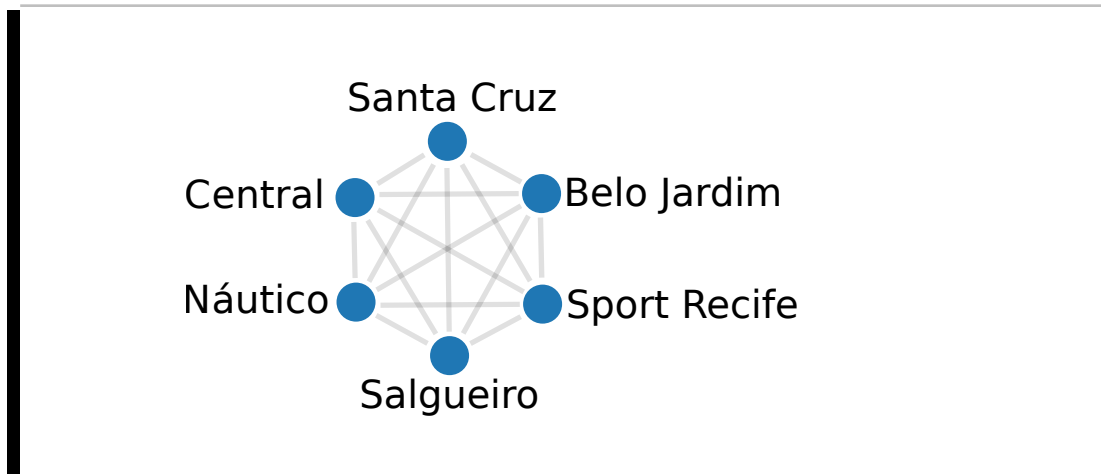 Santa Cruz
Central
Belo Jardim
Náutico
Sport Recife
Salgueiro